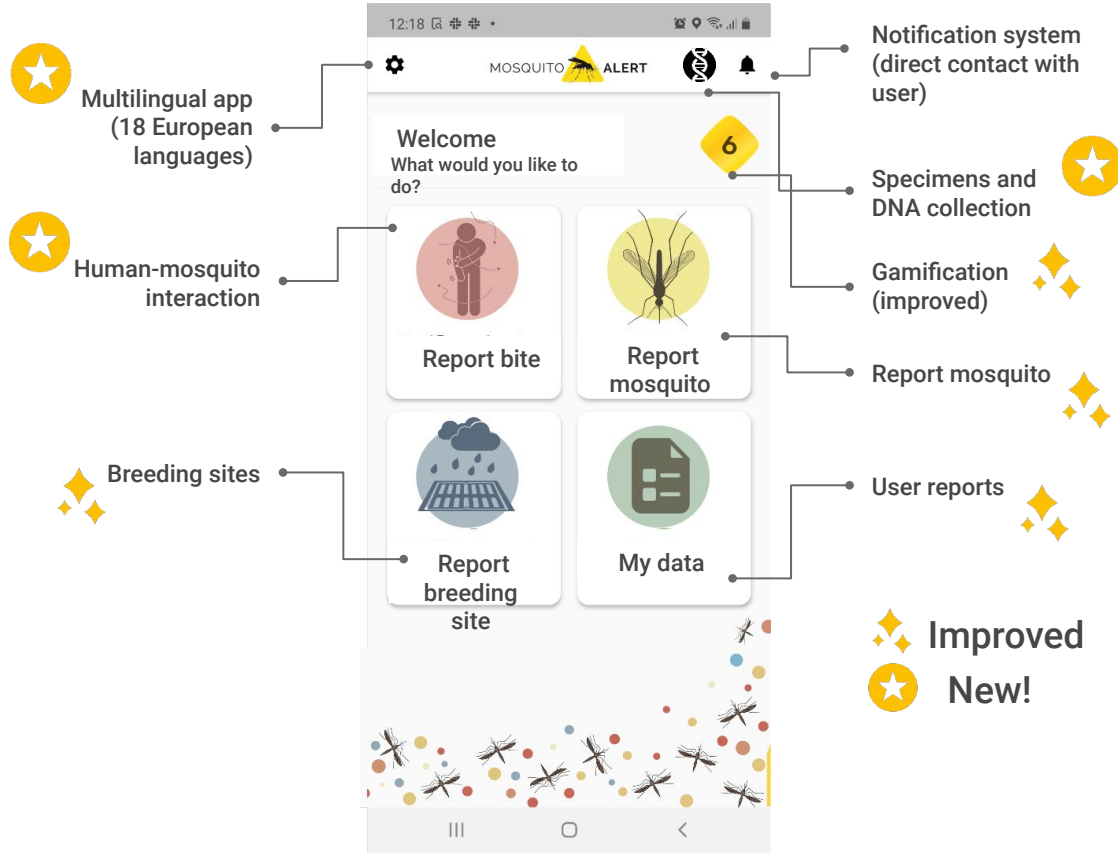 12:18
MOSQUITO ALERT
Notification system
(direct contact with
user)
Multilingual app
(18 European
languages)
Welcome
What would you like to
do?
6
Specimens and
DNA collection
Human-mosquito
interaction
Gamification
(improved)
Report bite
Report
mosquito
Report mosquito
Breeding sites
User reports
Report
breeding
site
My data
Improved
New!